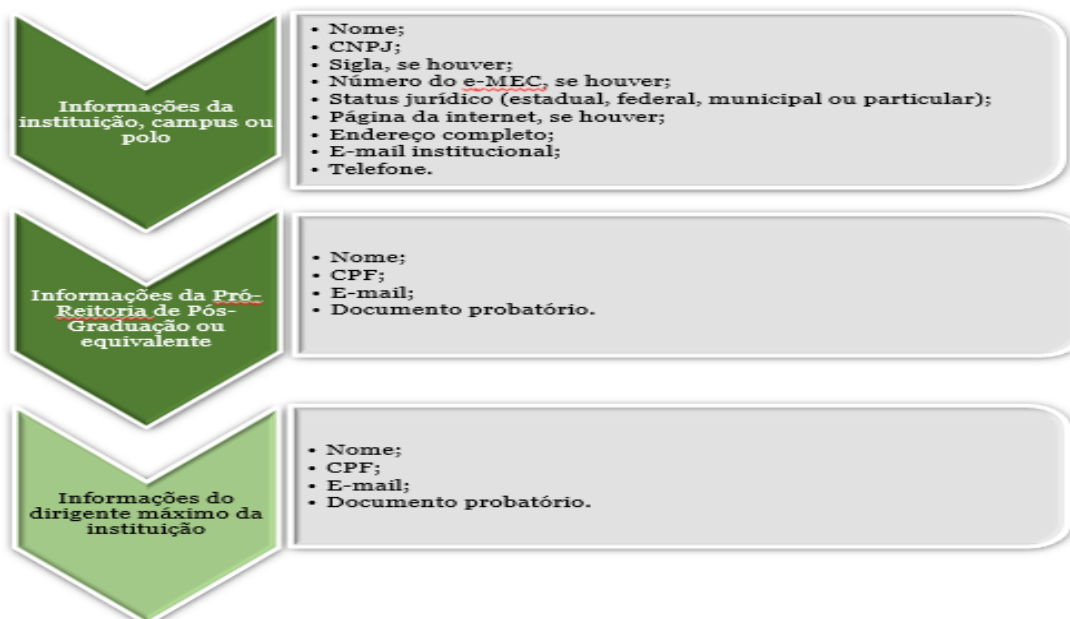 Informações da
instituição, campus ou
polo
• Nome;
• CNPJ;
• Sigla, se houver;
• Número do e-MEC, se houver;
• Status jurídico (estadual, federal, municipal ou particular);
• Página da internet, se houver;
• Endereço completo;
• E-mail institucional;
• Telefone.
Informações da Pró-
Reitoria de Pós-
Graduação ou
equivalente
• Nome;
• CPF;
• E-mail;
• Documento probatório.
Informações do
dirigente máximo da
instituição
• Nome;
• CPF;
• E-mail;
• Documento probatório.